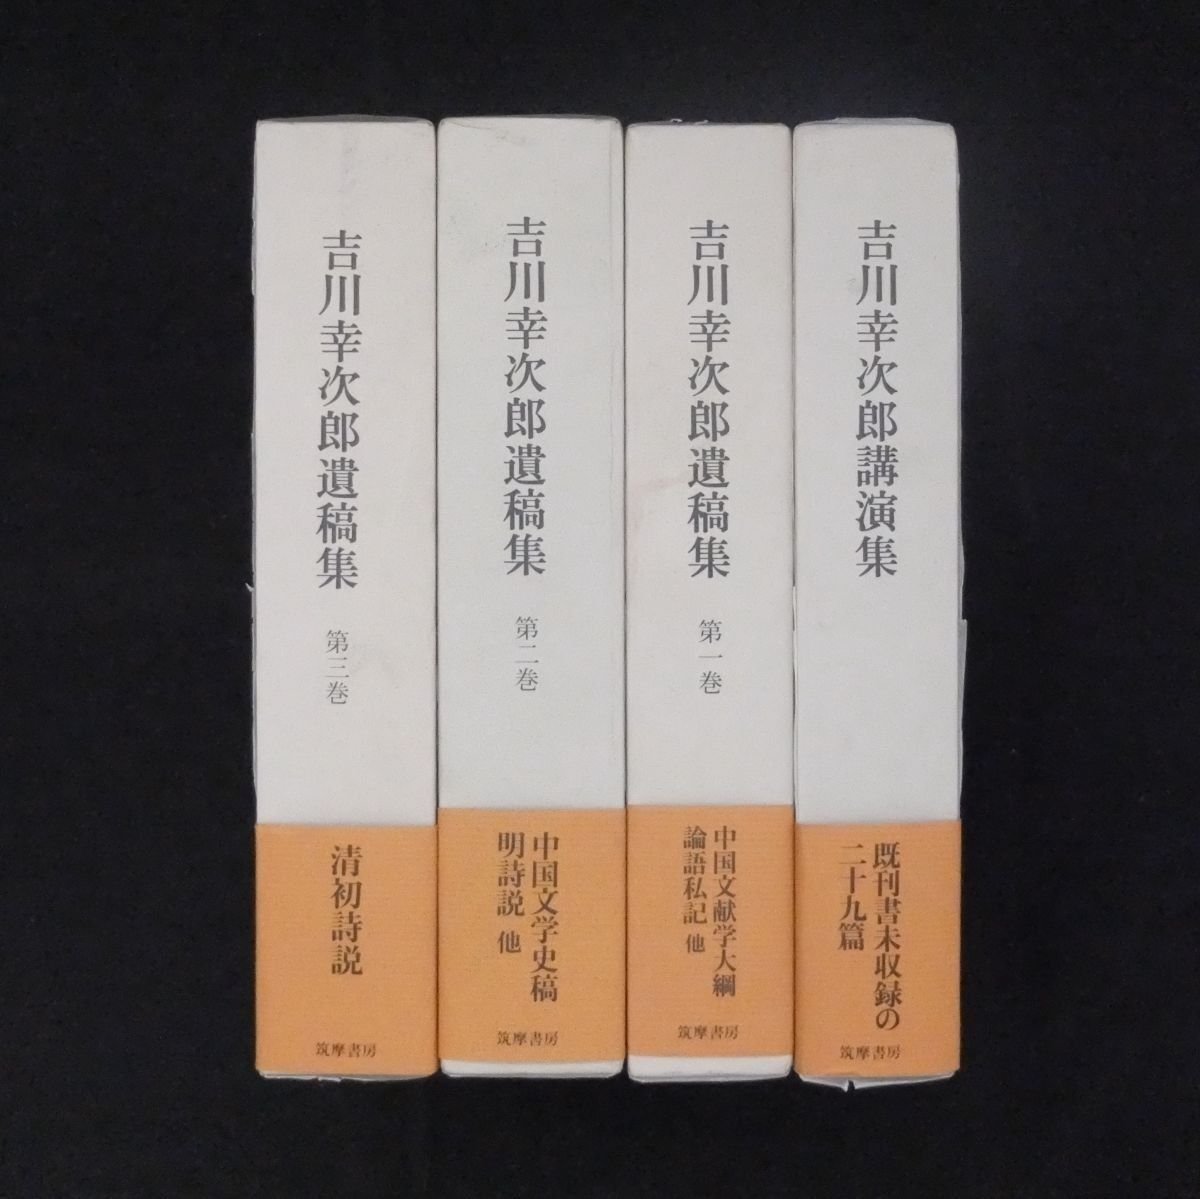 吉川幸次郎講演集
既刊書未収録の
二十九篇
筑摩書房
吉川幸次郎遺稿集
第一巻
中国文献学大綱
論語私記 他
筑摩書房
吉川幸次郎遺稿集
第二巻
中国文学史稿
明詩説 他
筑摩書房
吉川幸次郎遺稿集
第三巻
清初詩説
筑摩書房